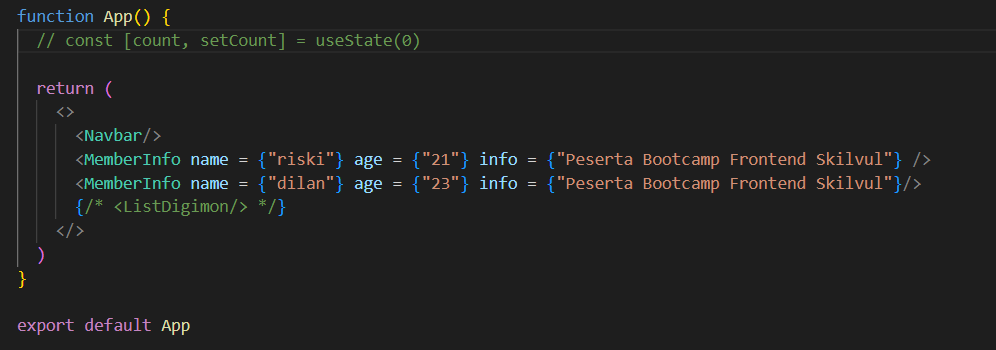 function App() {
  // const [count, setCount] = useState(0)

  return (
    <>
      <Navbar/>
      <MemberInfo name = {"riski"} age = {"21"} info = {"Peserta Bootcamp Frontend Skilvul"} />
      <MemberInfo name = {"dilan"} age = {"23"} info = {"Peserta Bootcamp Frontend Skilvul"}/>
      {/* <ListDigimon/> */}
    </>
  )
}

export default App